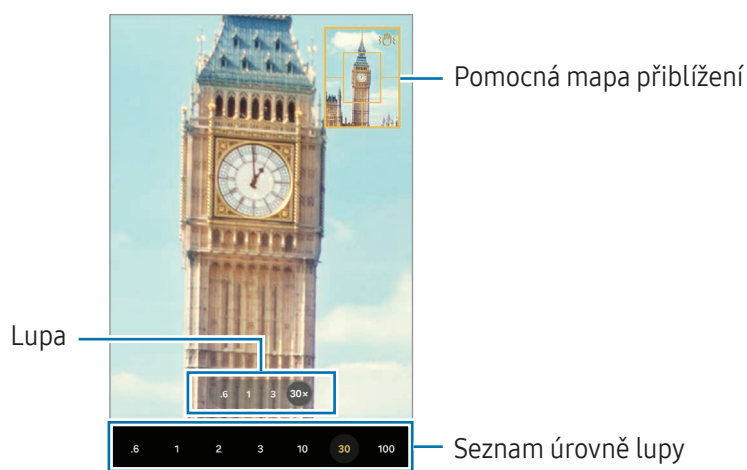 Pomocná mapa přiblížení
Lupa
.6 1 3 30×
.6 1 2 3 10 30 100
Seznam úrovně lupy